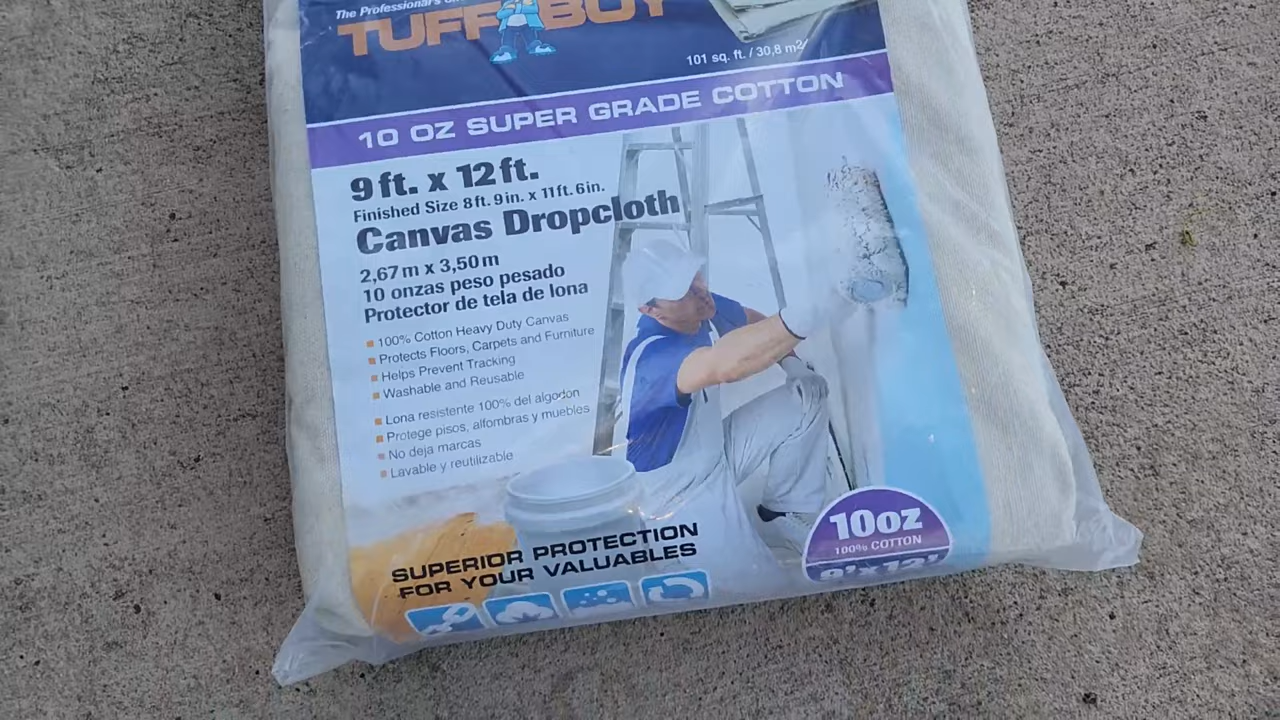 The Professional's
TUFF BOY
101 sq. ft. / 30,8 m2
10 OZ SUPER GRADE COTTON
9 ft. x 12 ft.
Finished Size 8 ft. 9 in. x 11 ft. 6 in.
Canvas Dropcloth
2,67 m x 3,50 m
10 onzas peso pesado
Protector de tela de lona
100% Cotton Heavy Duty Canvas
Protects Floors, Carpets and Furniture
Helps Prevent Tracking
Washable and Reusable
Lona resistente 100% del algodon
Protege pisos, alfombras y muebles
No deja marcas
Lavable y reutilizable
SUPERIOR PROTECTION
FOR YOUR VALUABLES
10oz
100% COTTON
9'x12'